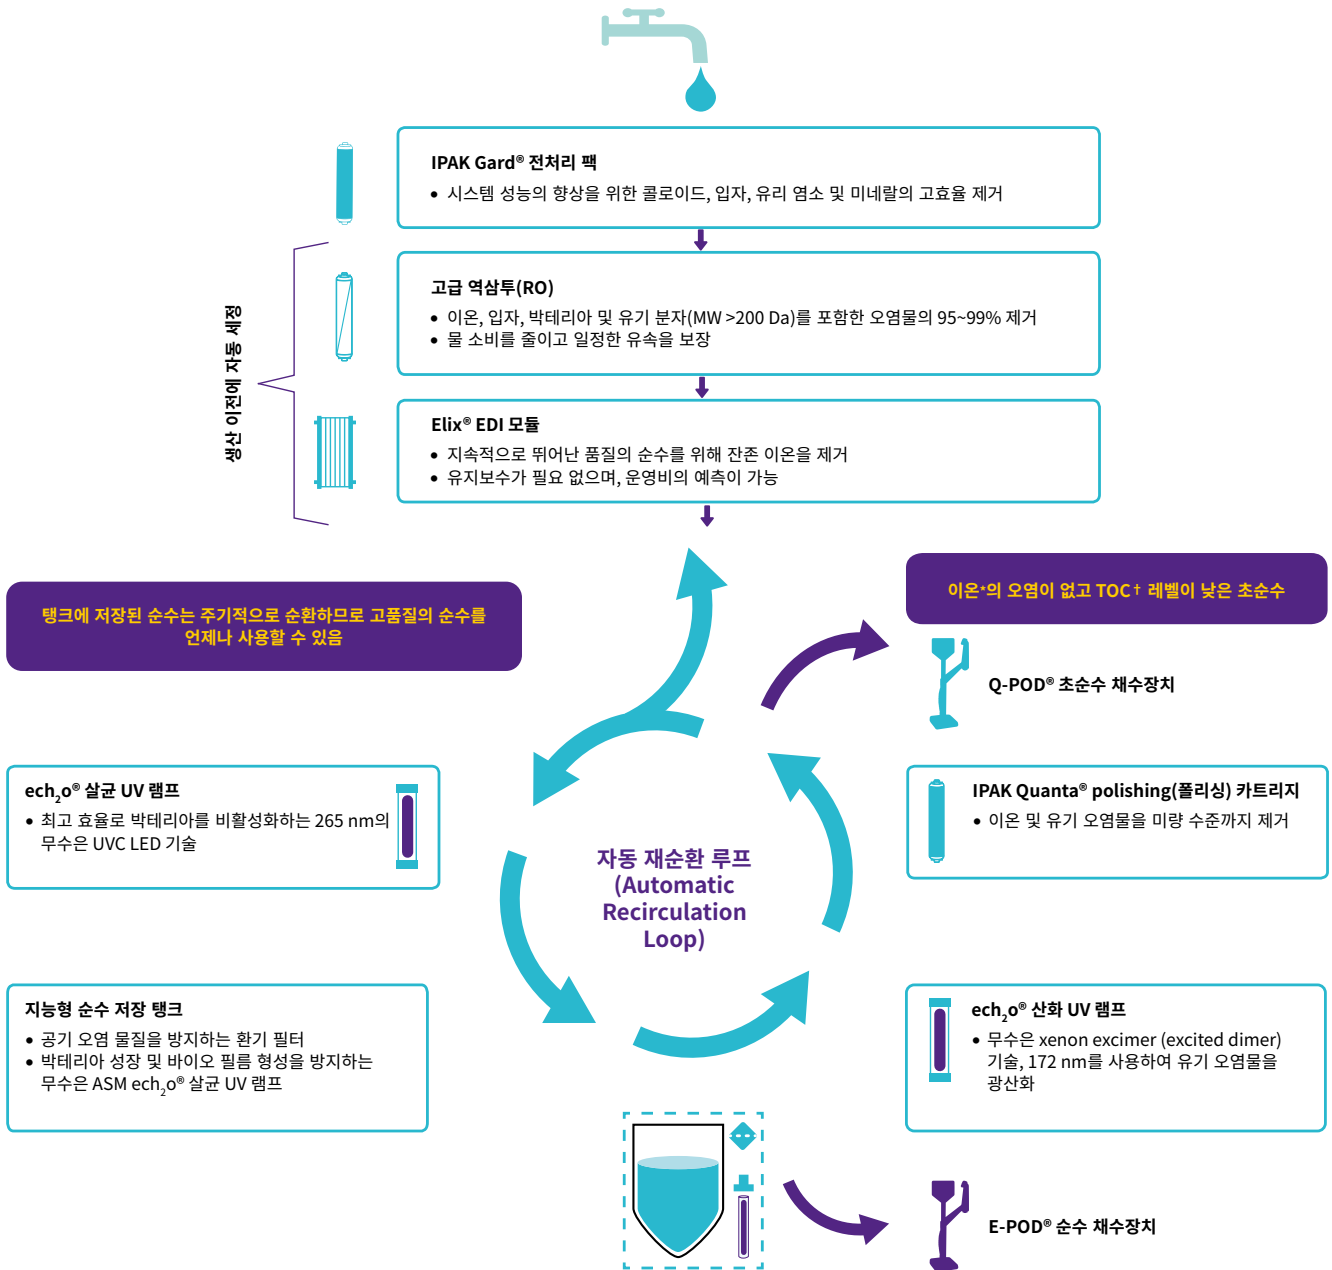 IPAK Gard® 전처리 팩
• 시스템 성능의 향상을 위한 콜로이드, 입자, 유리 염소 및 미네랄의 고효율 제거
생산 이전에 자동 세정
고급 역삼투(RO)
• 이온, 입자, 박테리아 및 유기 분자(MW >200 Da)를 포함한 오염물의 95~99% 제거
• 물 소비를 줄이고 일정한 유속을 보장
Elix® EDI 모듈
• 지속적으로 뛰어난 품질의 순수를 위해 잔존 이온을 제거
• 유지보수가 필요 없으며, 운영비의 예측이 가능
탱크에 저장된 순수는 주기적으로 순환하므로 고품질의 순수를
언제나 사용할 수 있음
이온*의 오염이 없고 TOC† 레벨이 낮은 초순수
Q-POD® 초순수 채수장치
ech₂o® 살균 UV 램프
• 최고 효율로 박테리아를 비활성화하는 265 nm의
무수은 UVC LED 기술
IPAK Quanta® polishing(폴리싱) 카트리지
• 이온 및 유기 오염물을 미량 수준까지 제거
자동 재순환 루프
(Automatic
Recirculation
Loop)
지능형 순수 저장 탱크
• 공기 오염 물질을 방지하는 환기 필터
• 박테리아 성장 및 바이오 필름 형성을 방지하는
무수은 ASM ech₂o® 살균 UV 램프
ech₂o® 산화 UV 램프
• 무수은 xenon excimer (excited dimer)
기술, 172 nm를 사용하여 유기 오염물을
광산화
E-POD® 순수 채수장치